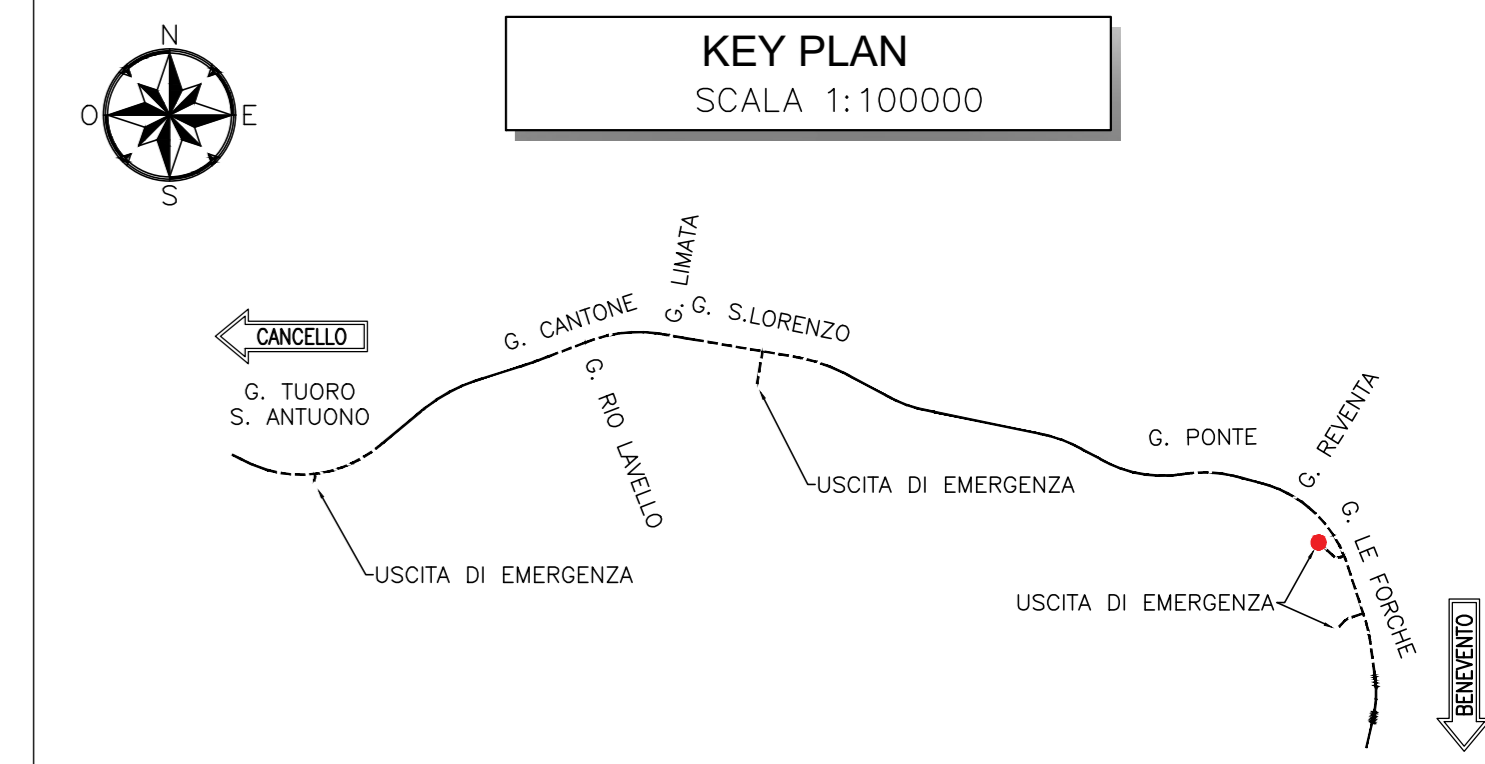 N
O
E
S
KEY PLAN
SCALA 1:100000
CANCELLO
G. TUORO
S. ANTUONO
G. CANTONE
G. LIMATA
G. S.LORENZO
G. RIO LAVELLO
USCITA DI EMERGENZA
USCITA DI EMERGENZA
G. PONTE
G. REVENTA
G. LE FORCHE
USCITA DI EMERGENZA
BENEVENTO